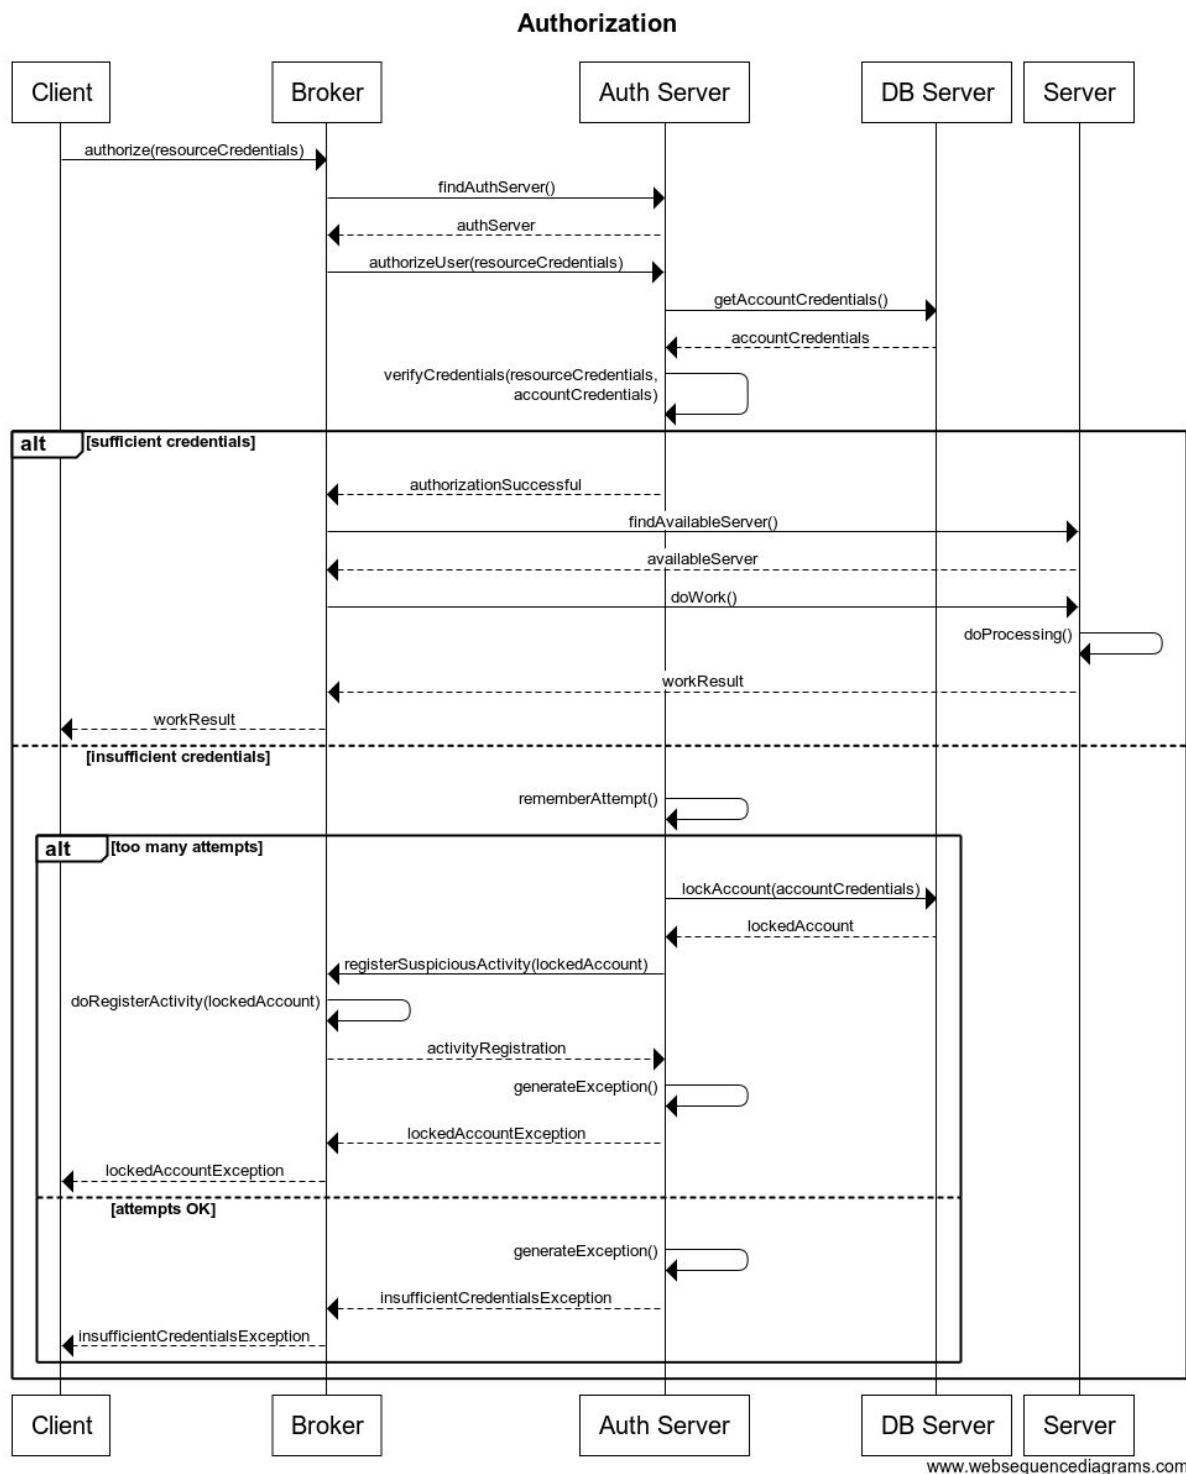 Authorization
Client
Broker
Auth Server
DB Server
Server
authorize(resourceCredentials)
findAuthServer()
authServer
authorizeUser(resourceCredentials)
getAccountCredentials()
accountCredentials
verifyCredentials(resourceCredentials,
accountCredentials)
alt
[sufficient credentials]
authorizationSuccessful
findAvailableServer()
availableServer
doWork()
doProcessing()
workResult
workResult
[insufficient credentials]
rememberAttempt()
alt
[too many attempts]
lockAccount(accountCredentials)
lockedAccount
registerSuspiciousActivity(lockedAccount)
doRegisterActivity(lockedAccount)
activityRegistration
generateException()
lockedAccountException
lockedAccountException
[attempts OK]
generateException()
insufficientCredentialsException
insufficientCredentialsException
Client
Broker
Auth Server
DB Server
Server
www.websequencediagrams.com